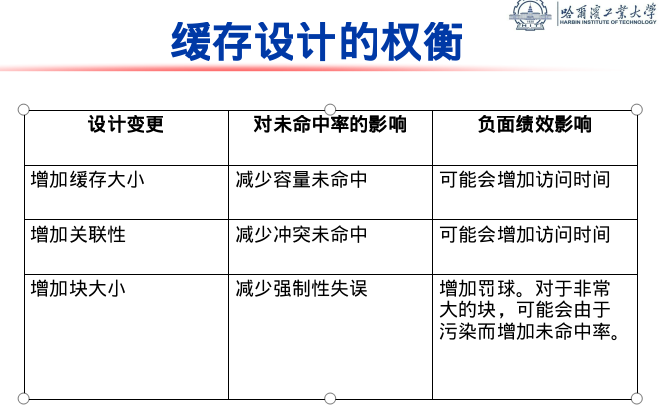 哈爾濱工業大學
HARBIN INSTITUTE OF TECHNOLOGY
缓存设计的权衡
设计变更
对未命中率的影响
负面绩效影响
增加缓存大小
减少容量未命中
可能会增加访问时间
增加关联性
减少冲突未命中
可能会增加访问时间
增加块大小
减少强制性失误
增加罚球。对于非常
大的块，可能会由于
污染而增加未命中率。